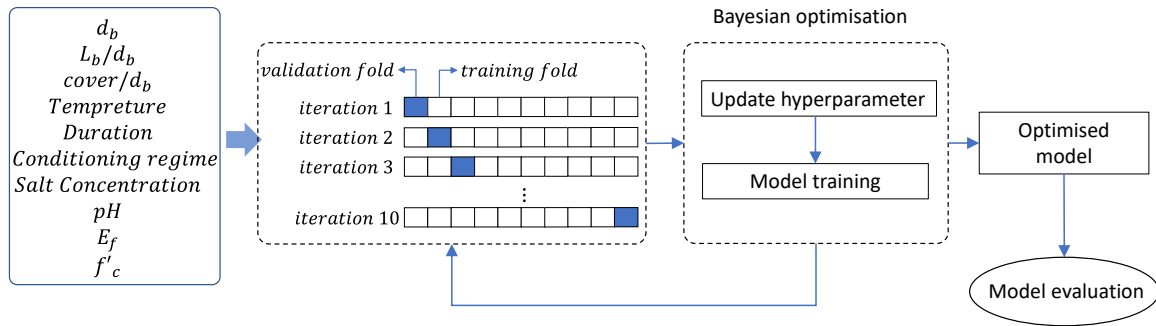 d_b
L_b/d_b
cover/d_b
Tempreture
Duration
Conditioning regime
Salt Concentration
pH
E_f
f'_c
validation fold
training fold
iteration 1
iteration 2
iteration 3
⋮
iteration 10
Bayesian optimisation
Update hyperparameter
Model training
Optimised
model
Model evaluation